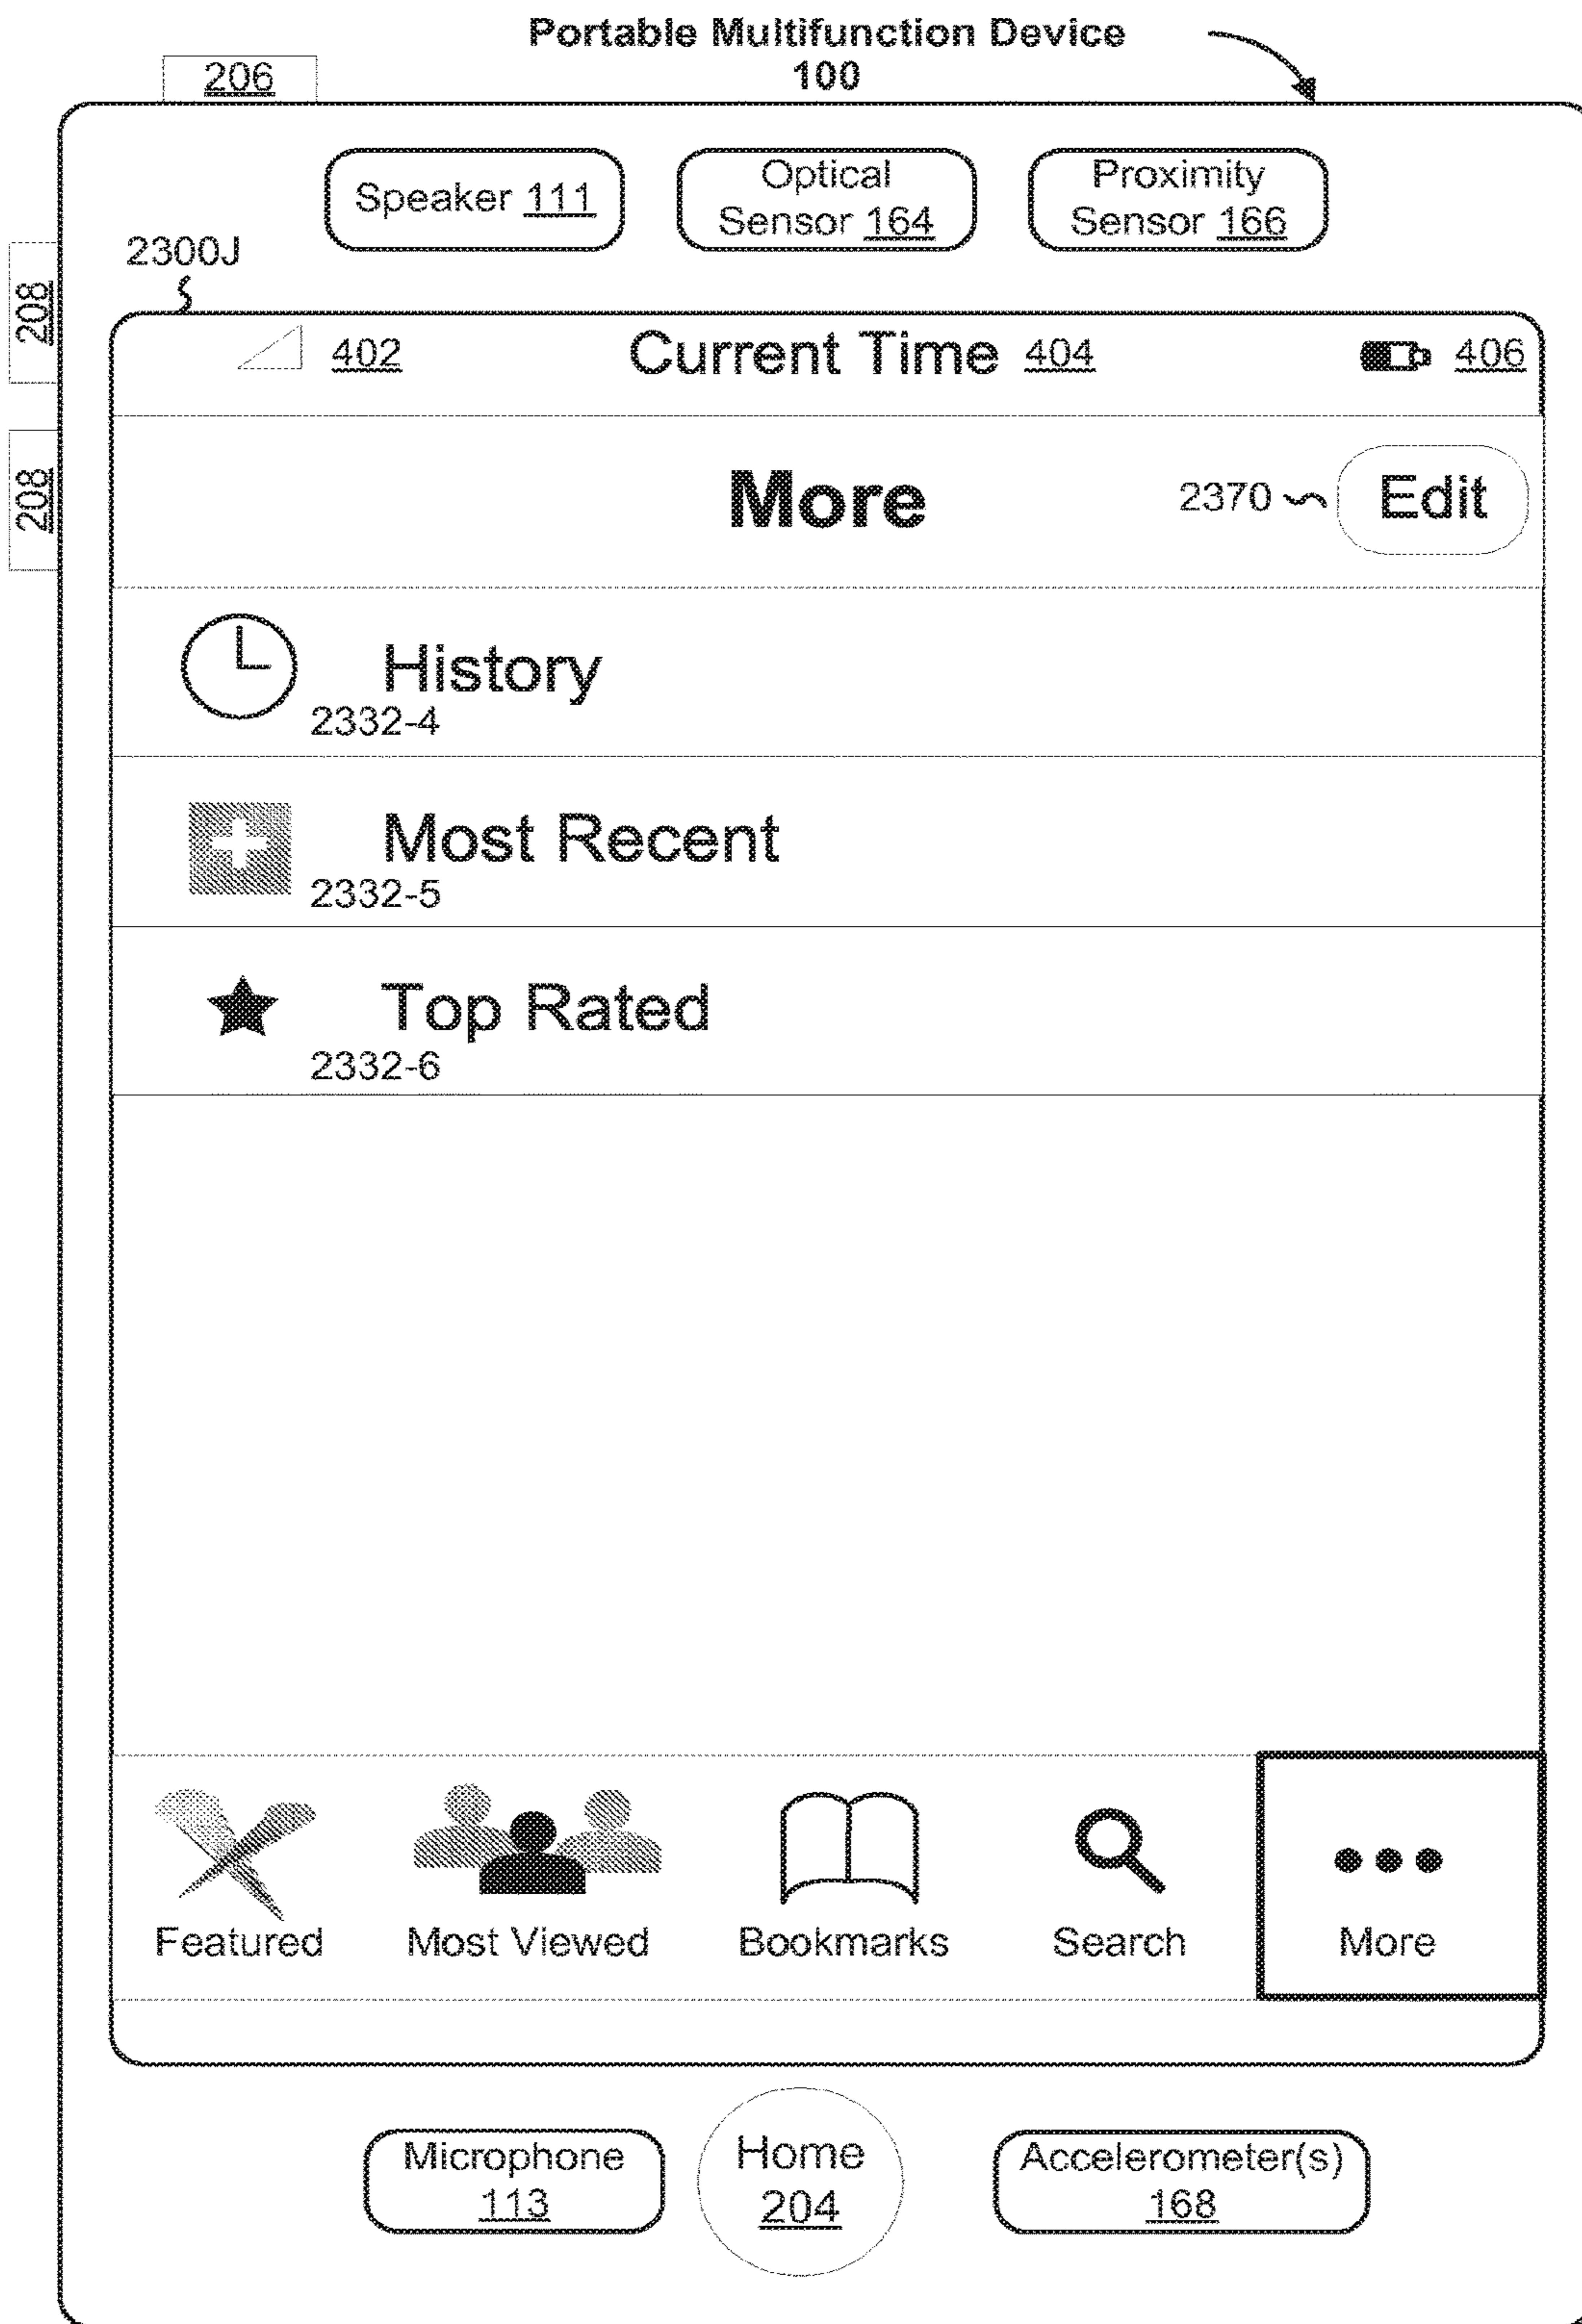 Portable Multifunction Device
100
206
Speaker 111
Optical
Sensor 164
Proximity
Sensor 166
2300J
208
208
402
Current Time 404
406
More
2370
Edit
History
2332-4
Most Recent
2332-5
Top Rated
2332-6
Featured
Most Viewed
Bookmarks
Search
More
Microphone
113
Home
204
Accelerometer(s)
168